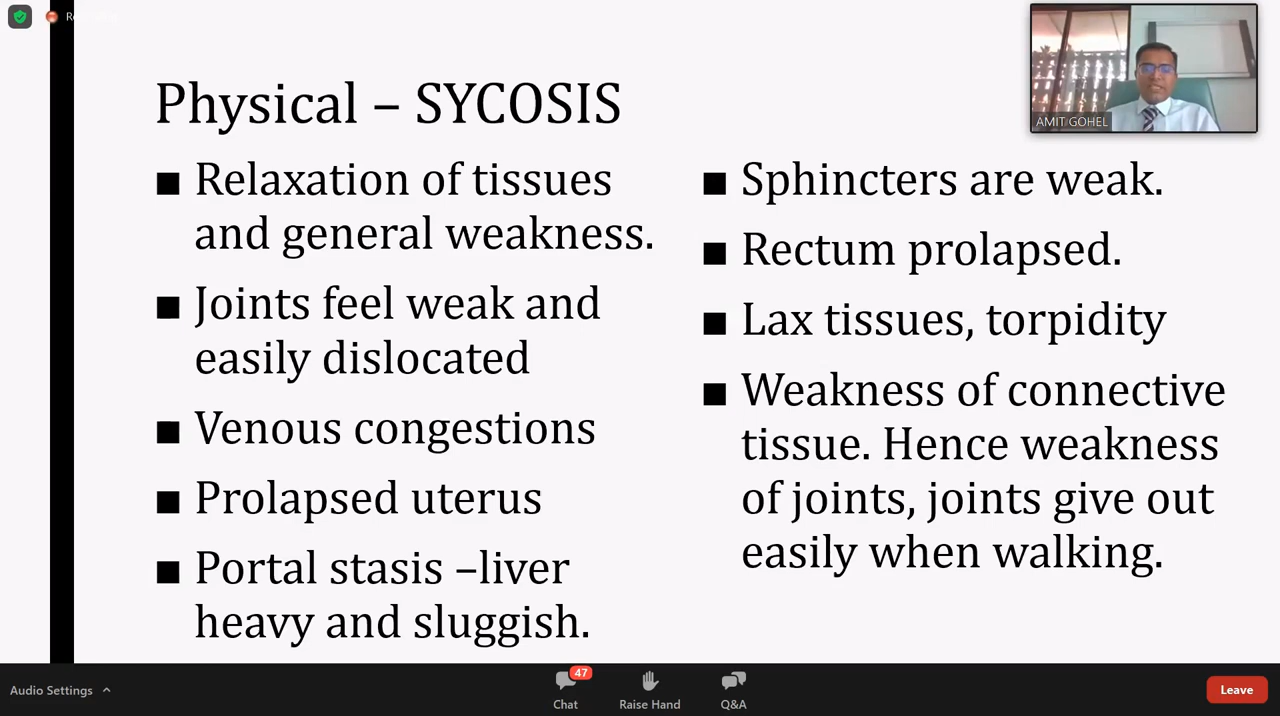 Physical – SYCOSIS
■ Relaxation of tissues
and general weakness.
■ Joints feel weak and
easily dislocated
■ Venous congestions
■ Prolapsed uterus
■ Portal stasis –liver
heavy and sluggish.
■ Sphincters are weak.
■ Rectum prolapsed.
■ Lax tissues, torpidity
■ Weakness of connective
tissue. Hence weakness
of joints, joints give out
easily when walking.
AMIT GOHEL
Audio Settings
47
Chat
Raise Hand
Q&A
Leave